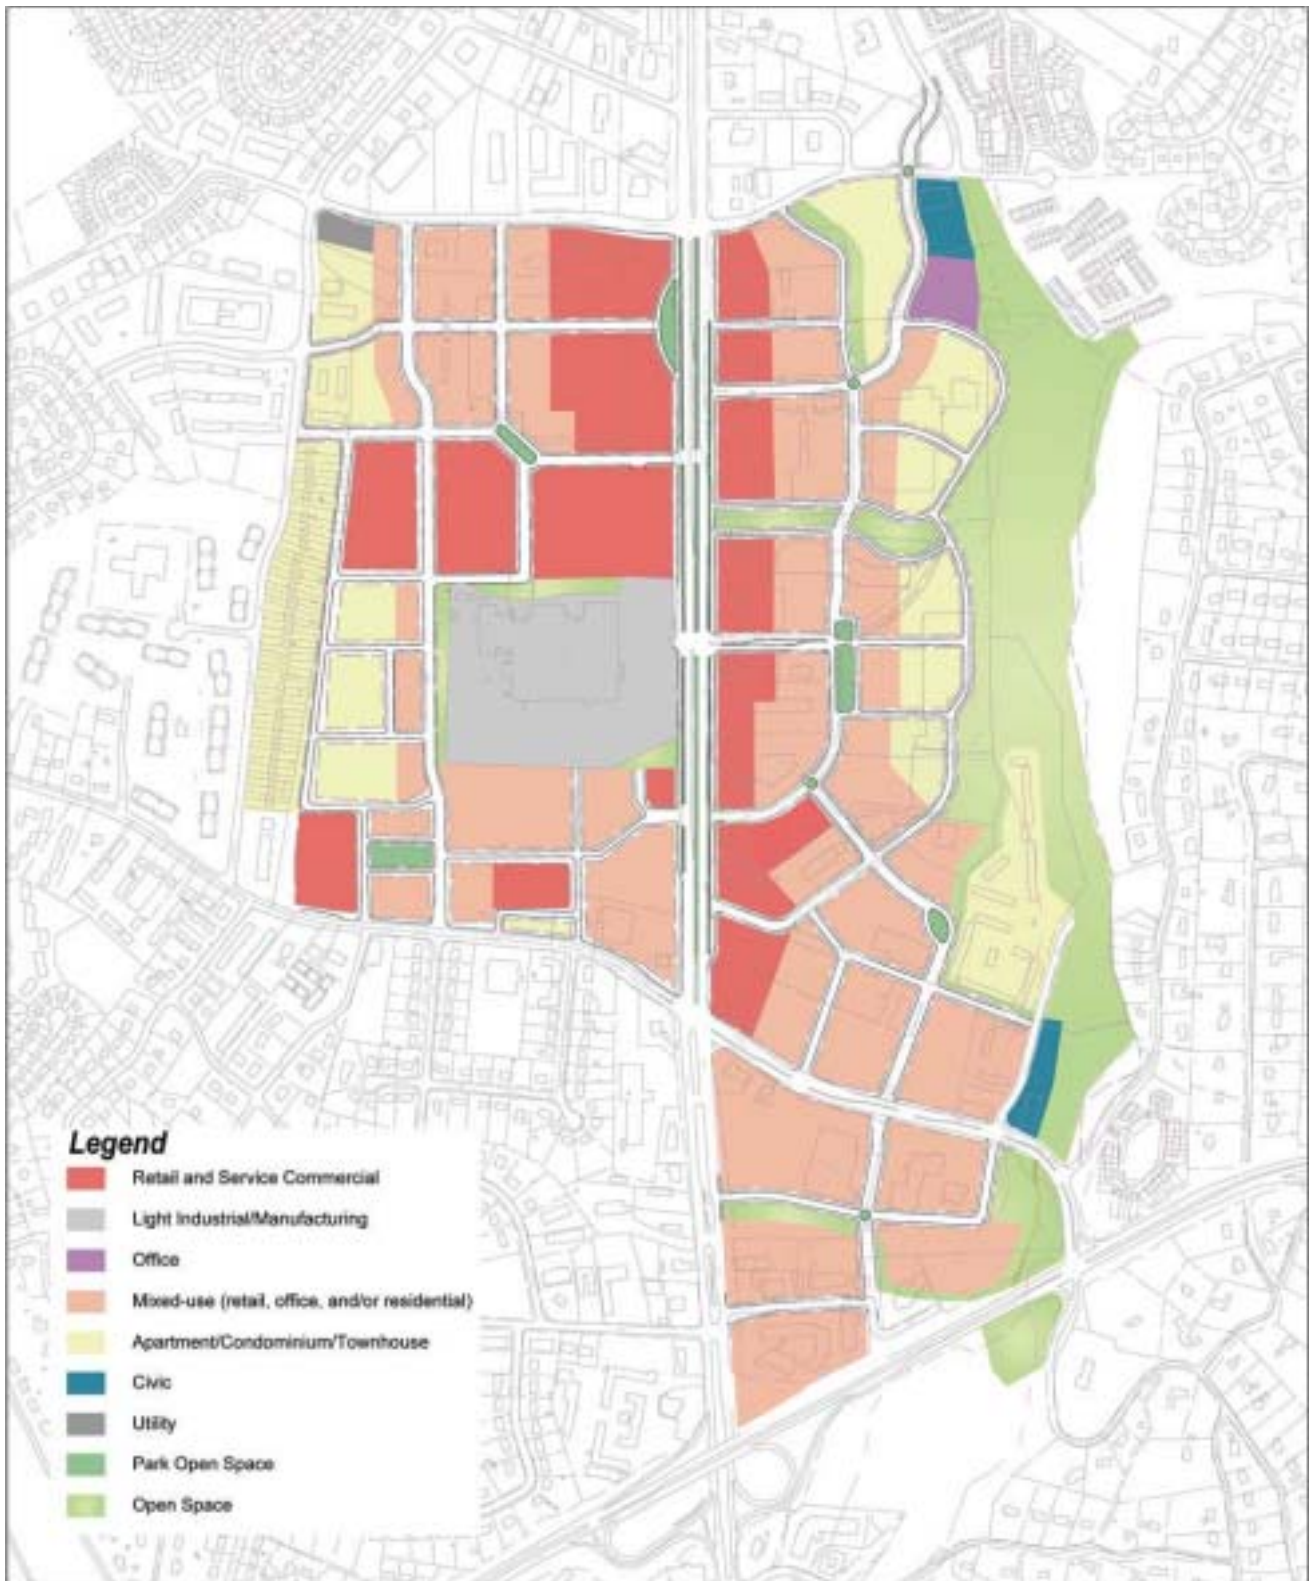 Legend
Retail and Service Commercial
Light Industrial/Manufacturing
Office
Mixed-use (retail, office, and/or residential)
Apartment/Condominium/Townhouse
Civic
Utility
Park Open Space
Open Space